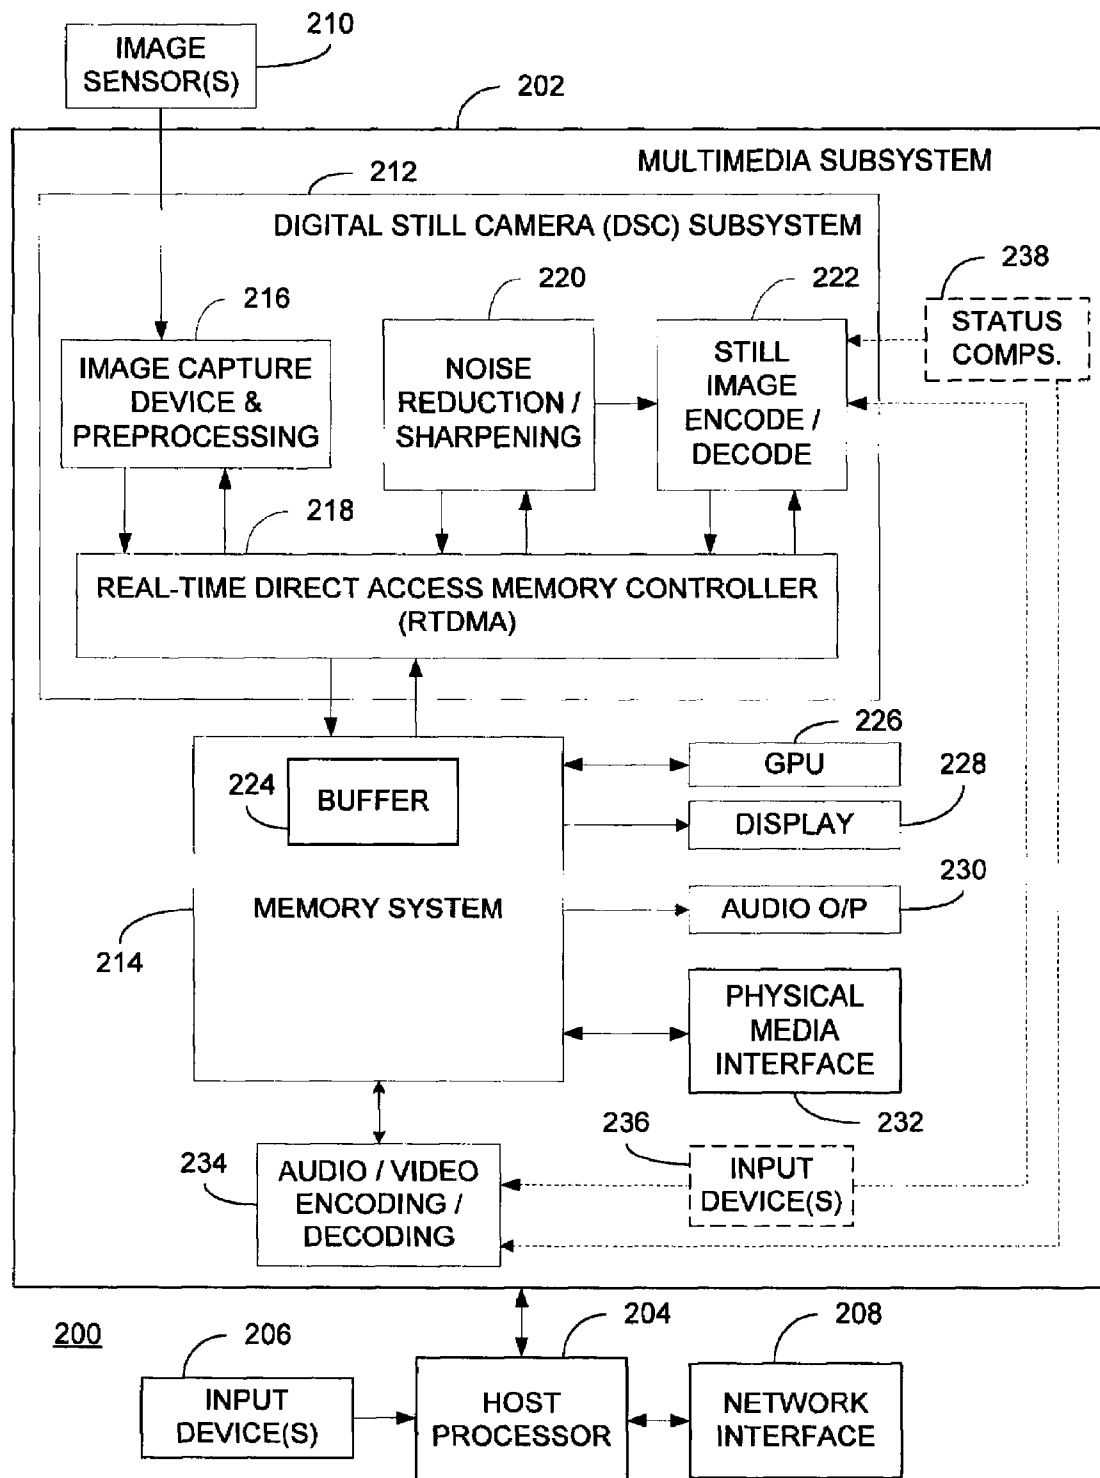 IMAGE
SENSOR(S)
210
202
MULTIMEDIA SUBSYSTEM
212
DIGITAL STILL CAMERA (DSC) SUBSYSTEM
216
220
222
238
STATUS
COMPS.
IMAGE CAPTURE
DEVICE &
PREPROCESSING
NOISE
REDUCTION /
SHARPENING
STILL
IMAGE
ENCODE /
DECODE
218
REAL-TIME DIRECT ACCESS MEMORY CONTROLLER
(RTDMA)
224
BUFFER
MEMORY SYSTEM
214
226
GPU
228
DISPLAY
230
AUDIO O/P
PHYSICAL
MEDIA
INTERFACE
232
234
AUDIO / VIDEO
ENCODING /
DECODING
236
INPUT
DEVICE(S)
200
206
INPUT
DEVICE(S)
204
HOST
PROCESSOR
208
NETWORK
INTERFACE